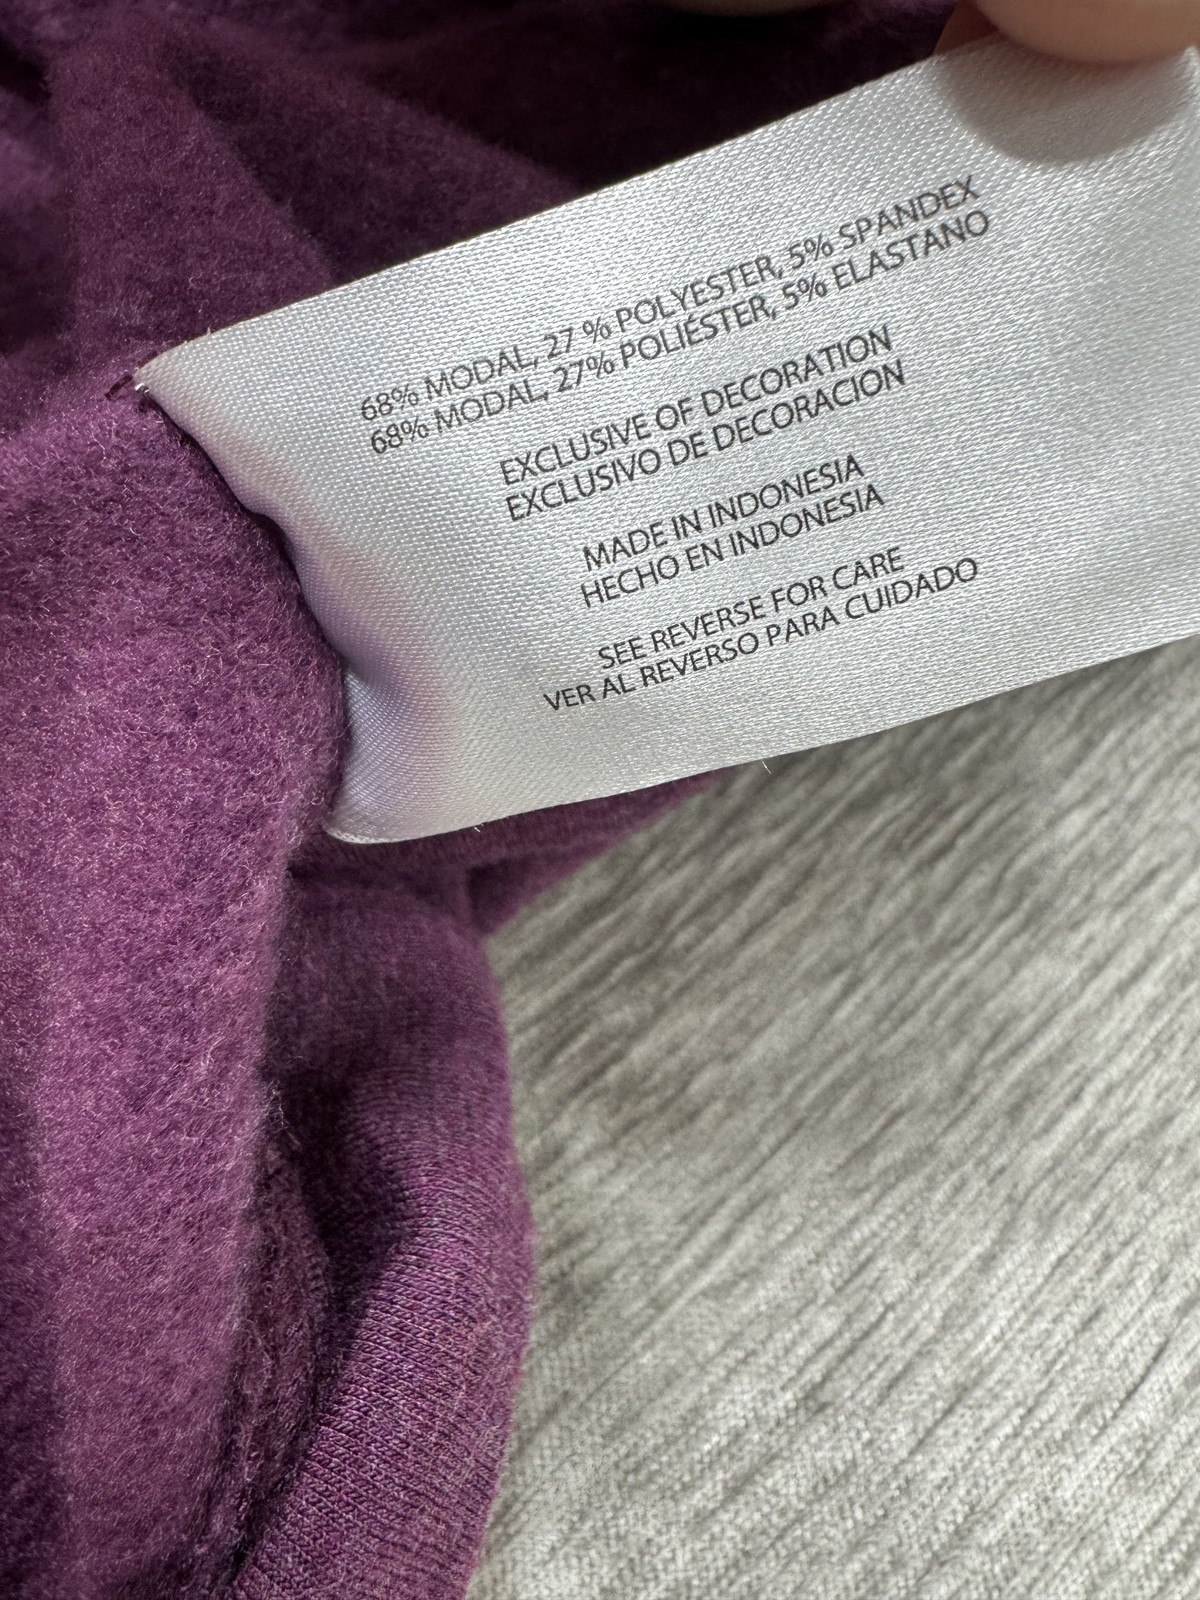 68% MODAL, 27 % POLYESTER, 5% SPANDEX
68% MODAL, 27% POLIÉSTER, 5% ELASTANO
EXCLUSIVE OF DECORATION
EXCLUSIVO DE DECORACION
MADE IN INDONESIA
HECHO EN INDONESIA
SEE REVERSE FOR CARE
VER AL REVERSO PARA CUIDADO